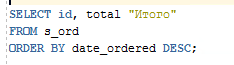 SELECT id, total "Итого"
FROM s_ord
ORDER BY date_ordered DESC;